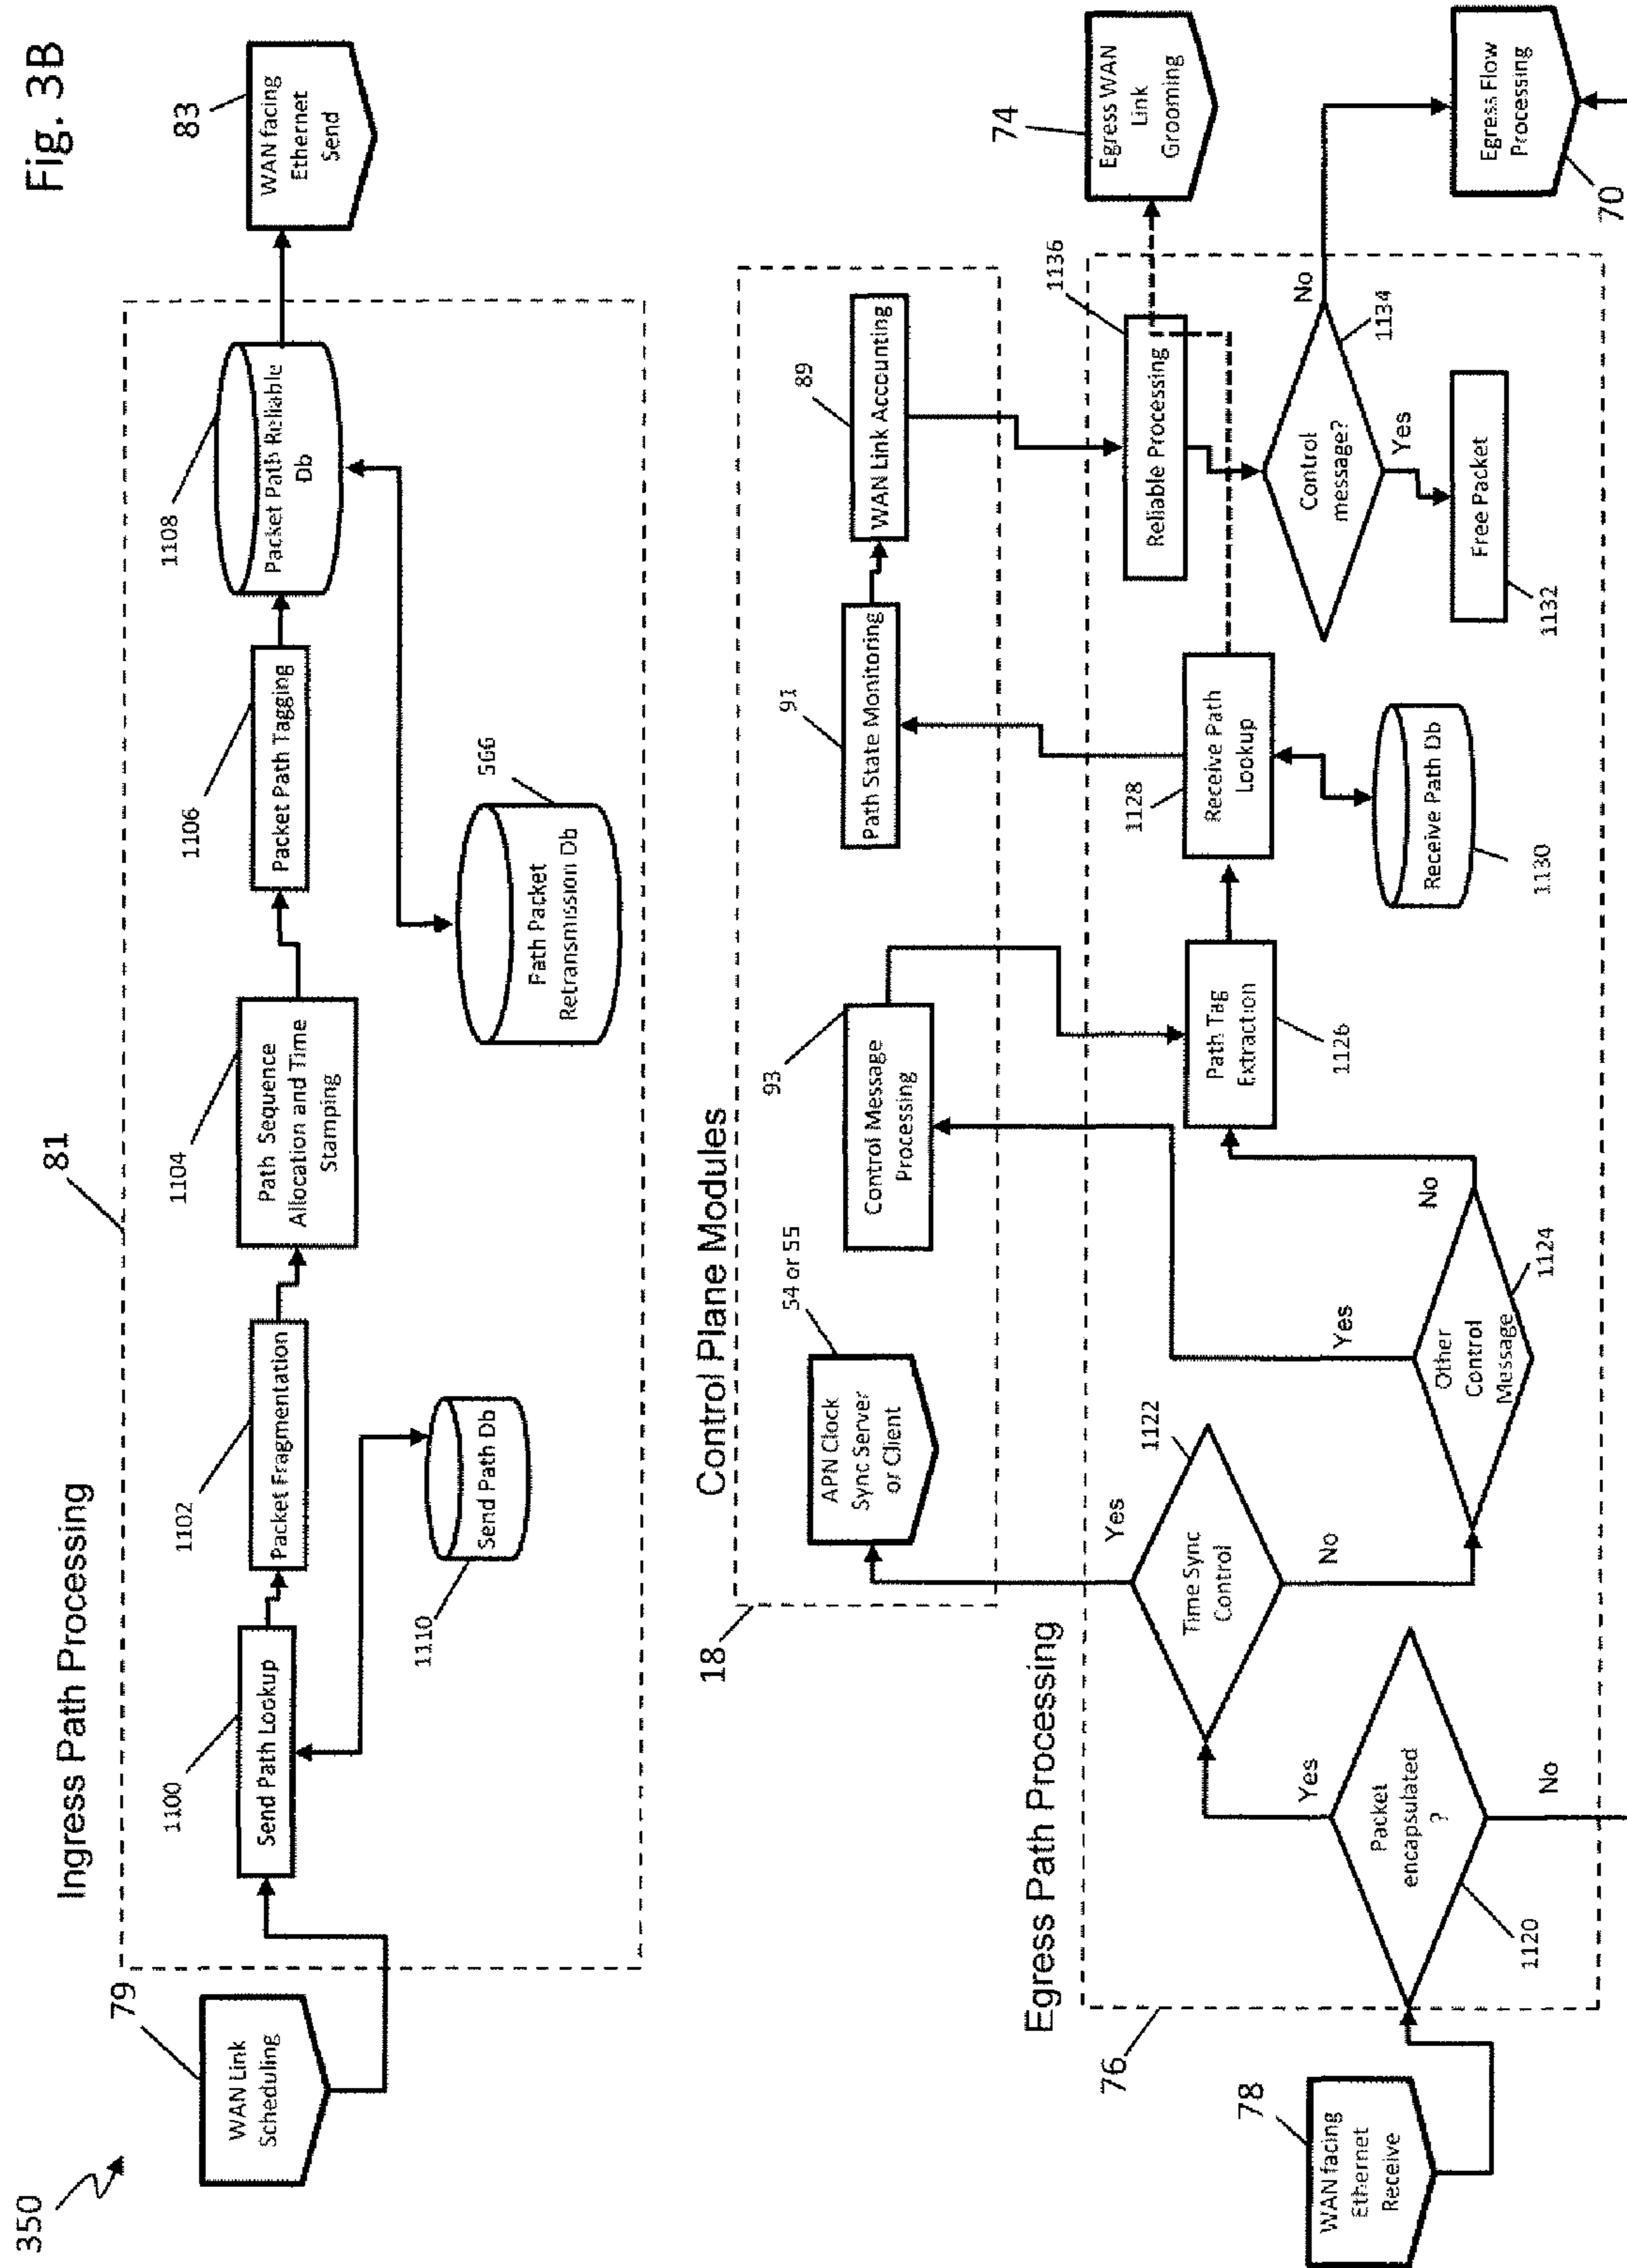 Fig. 3B
350
Ingress Path Processing
81
79
WAN Link
Scheduling
1100
Send Path Lookup
1110
Send Path Db
1102
Packet Fragmentation
1104
Path Sequence
Allocation and Time
Stamping
1106
Packet Path Tagging
566
Path Packet
Retransmission Db
1108
Packet Path Reliable
Db
83
WAN facing
Ethernet
Send
Control Plane Modules
18
54 or 55
APN Clock
Sync Server
or Client
93
Control Message
Processing
91
Path State Monitoring
89
WAN Link Accounting
Egress Path Processing
76
78
WAN facing
Ethernet
Receive
Packet
encapsulated
?
1120
Yes
No
Time Sync
Control
1122
Yes
No
Other
Control
Message
1124
Yes
No
Path Tag
Extraction
1126
Receive Path
Lookup
1128
Receive Path Db
1130
Reliable Processing
1136
Control
message?
1134
Yes
No
Free Packet
1132
74
Egress WAN
Link
Grooming
Egress Flow
Processing
70